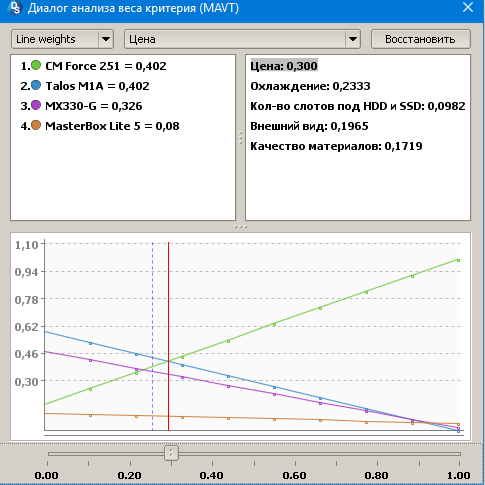 Диалог анализа веса критерия (MAVT)
Line weights
Цена
Восстановить
1. CM Force 251 = 0,402
2. Talos M1A = 0,402
3. MX330-G = 0,326
4. MasterBox Lite 5 = 0,08
Цена: 0,300
Охлаждение: 0,2333
Кол-во слотов под HDD и SSD: 0,0982
Внешний вид: 0,1965
Качество материалов: 0,1719
1,10
0,94
0,78
0,62
0,46
0,30
0.00 0.20 0.40 0.60 0.80 1.00